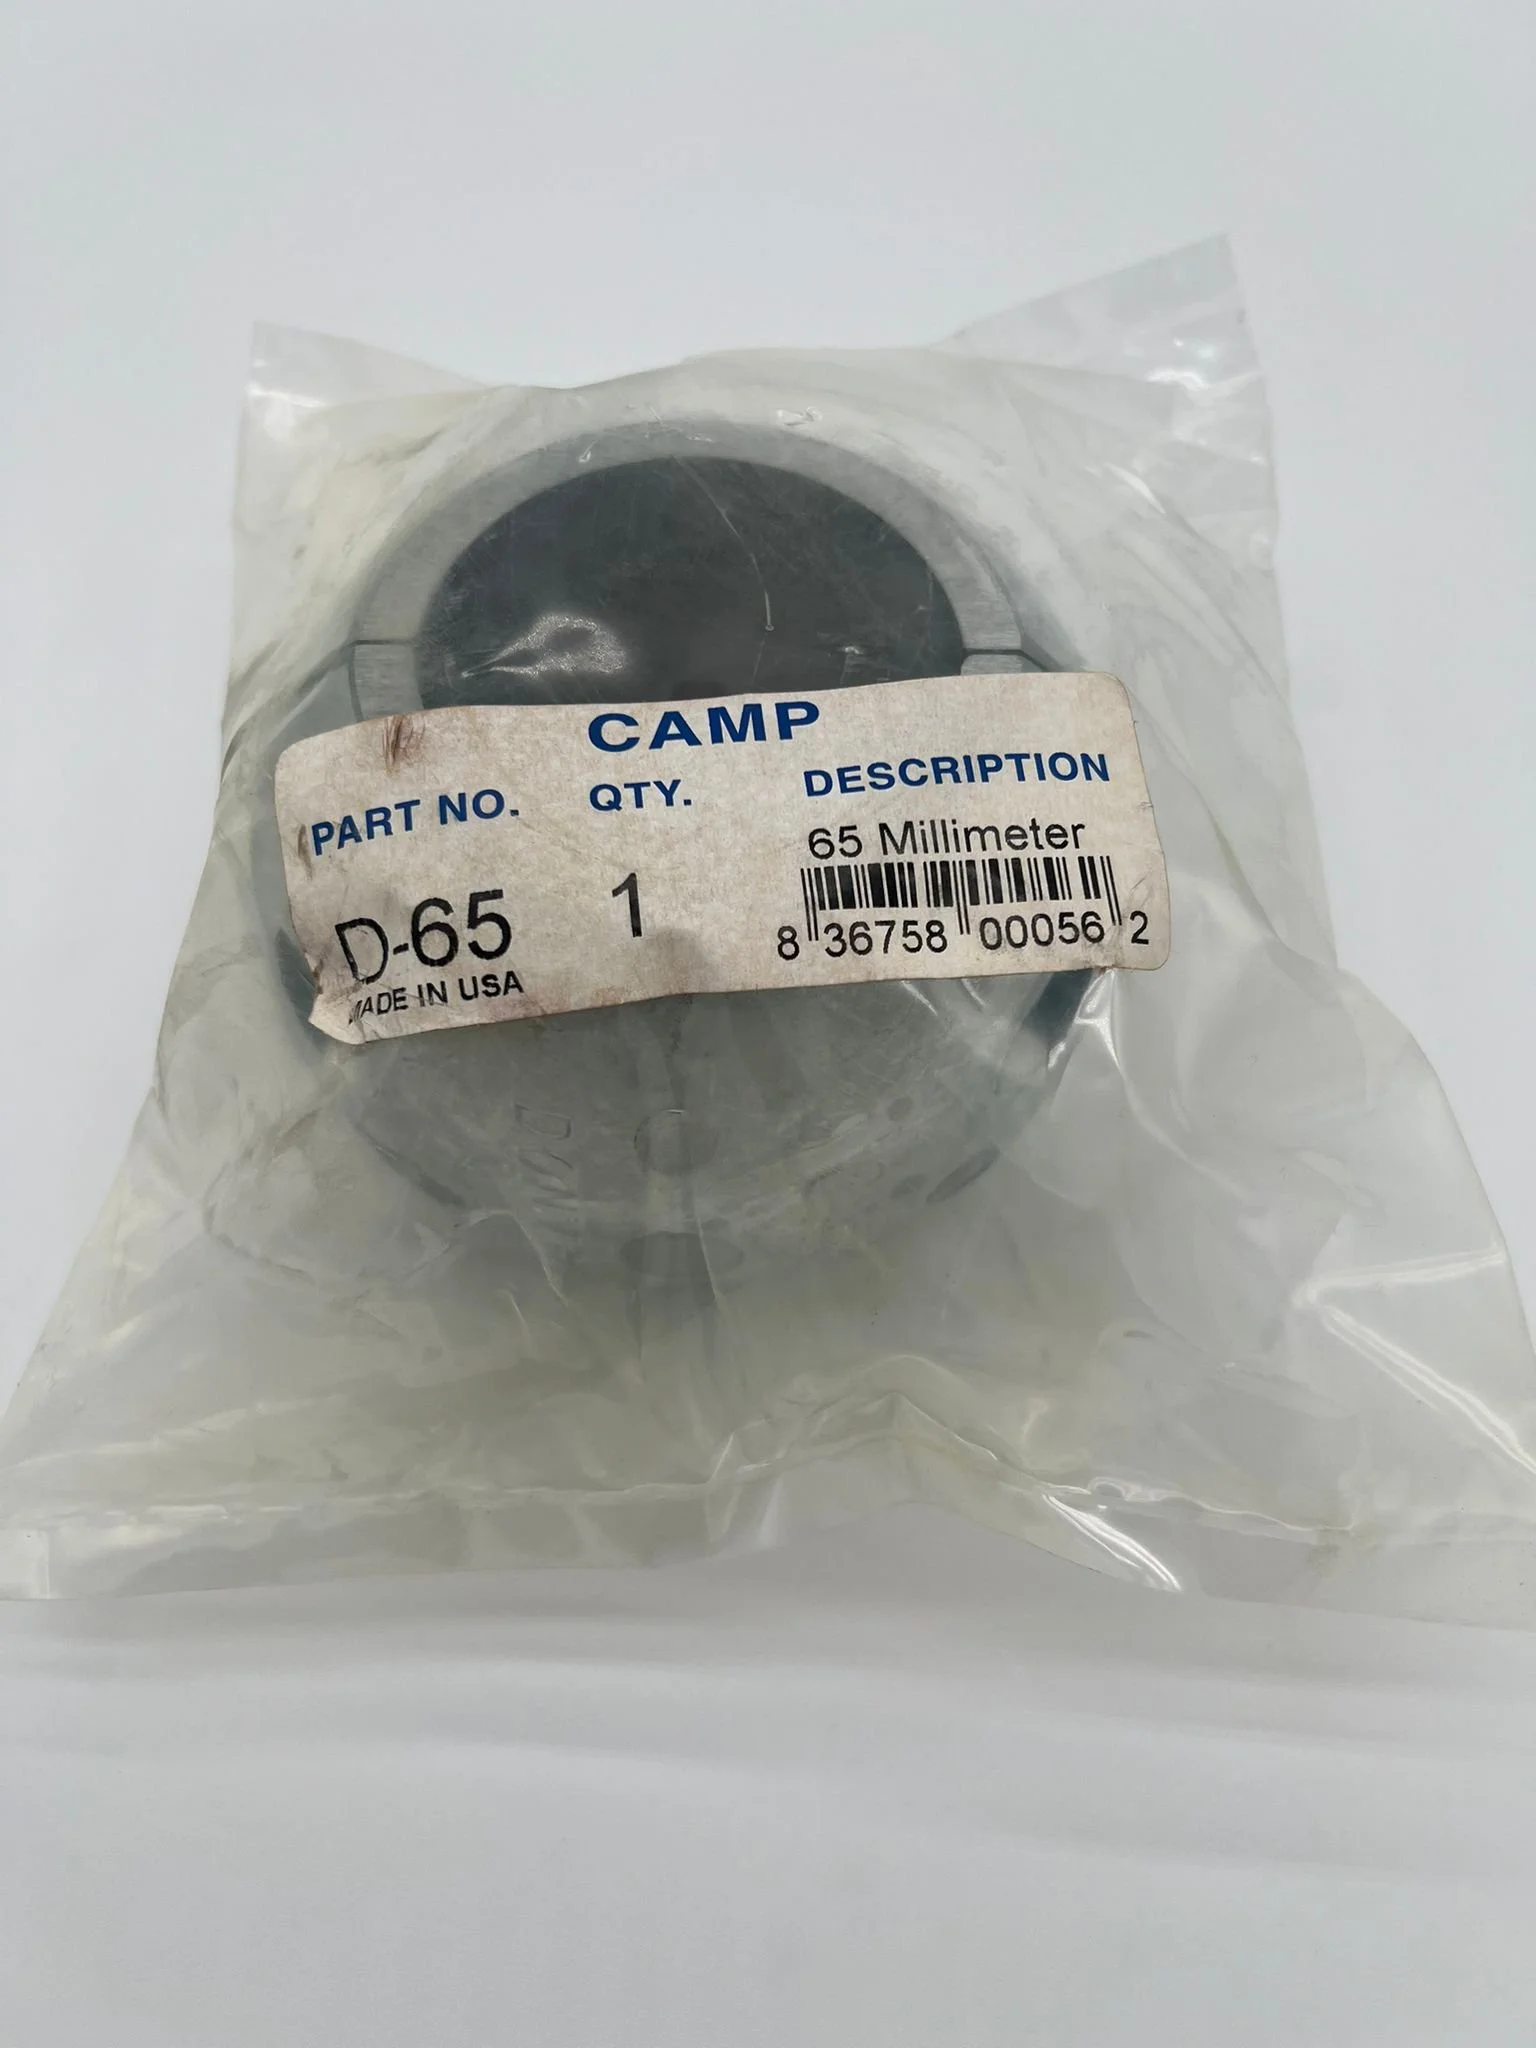 CAMP
PART NO. QTY. DESCRIPTION
D-65 1 65 Millimeter
MADE IN USA
8 36758 00056 2